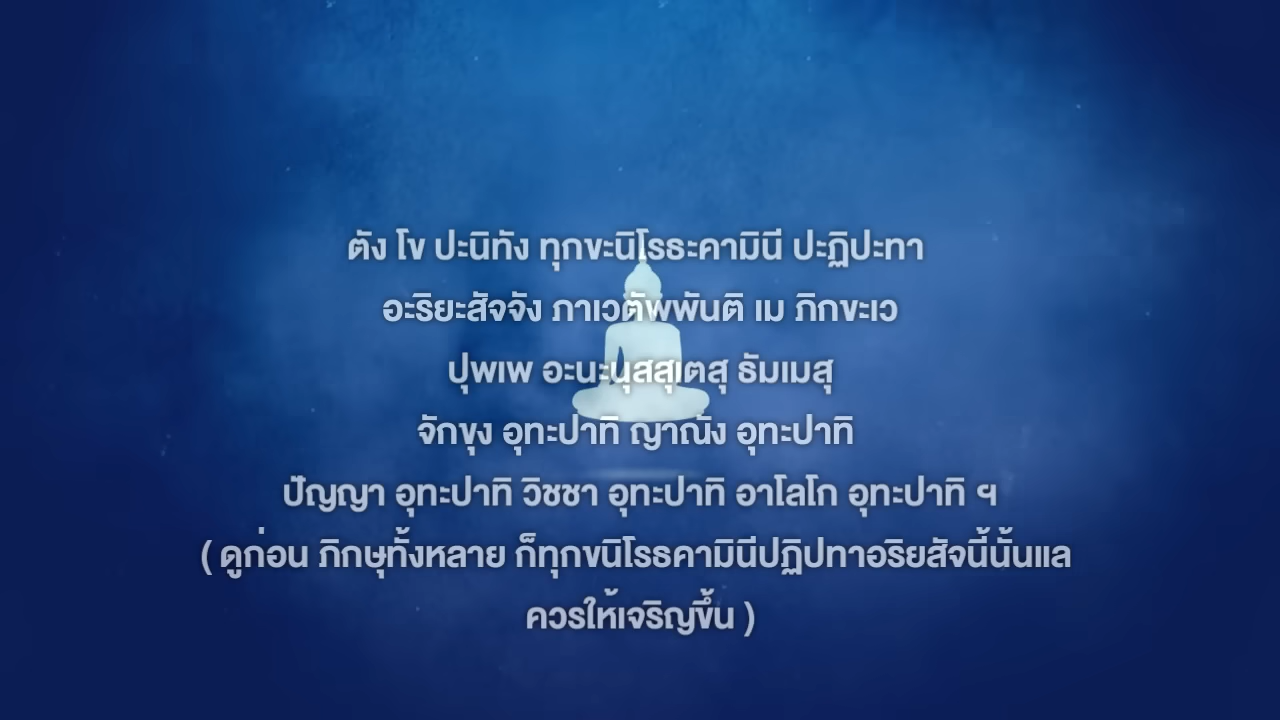 ตัง โข ปะนิทัง ทุกขะนิโรธะคามินี ปะฏิปะทา
อะริยะสัจจัง ภาเวตัพพันติ เม ภิกขะเว
ปุพเพ อะนะนุสสุเตสุ ธัมเมสุ
จักขุง อุทะปาทิ ญาณัง อุทะปาทิ
ปัญญา อุทะปาทิ วิชชา อุทะปาทิ อาโลโก อุทะปาทิ ฯ
( ดูก่อน ภิกษุทั้งหลาย ก็ทุกขนิโรธคามินีปฏิปทาอริยสัจนี้นั้นแล
ควรให้เจริญขึ้น )